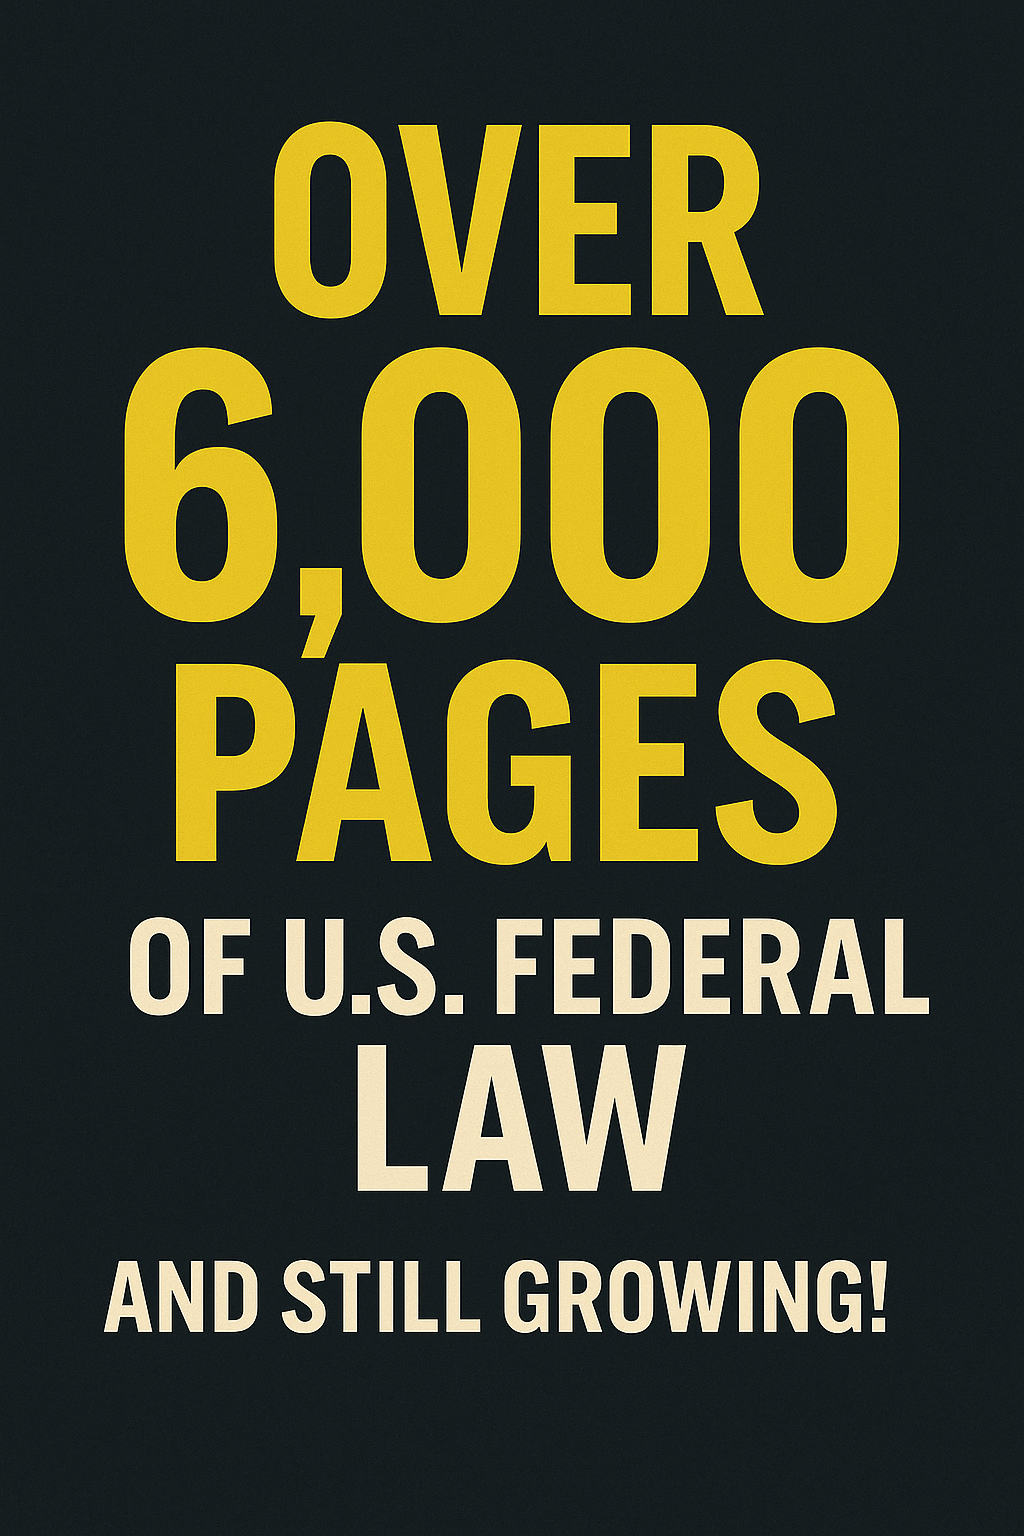 OVER
6,000
PAGES
OF U.S. FEDERAL
LAW
AND STILL GROWING!